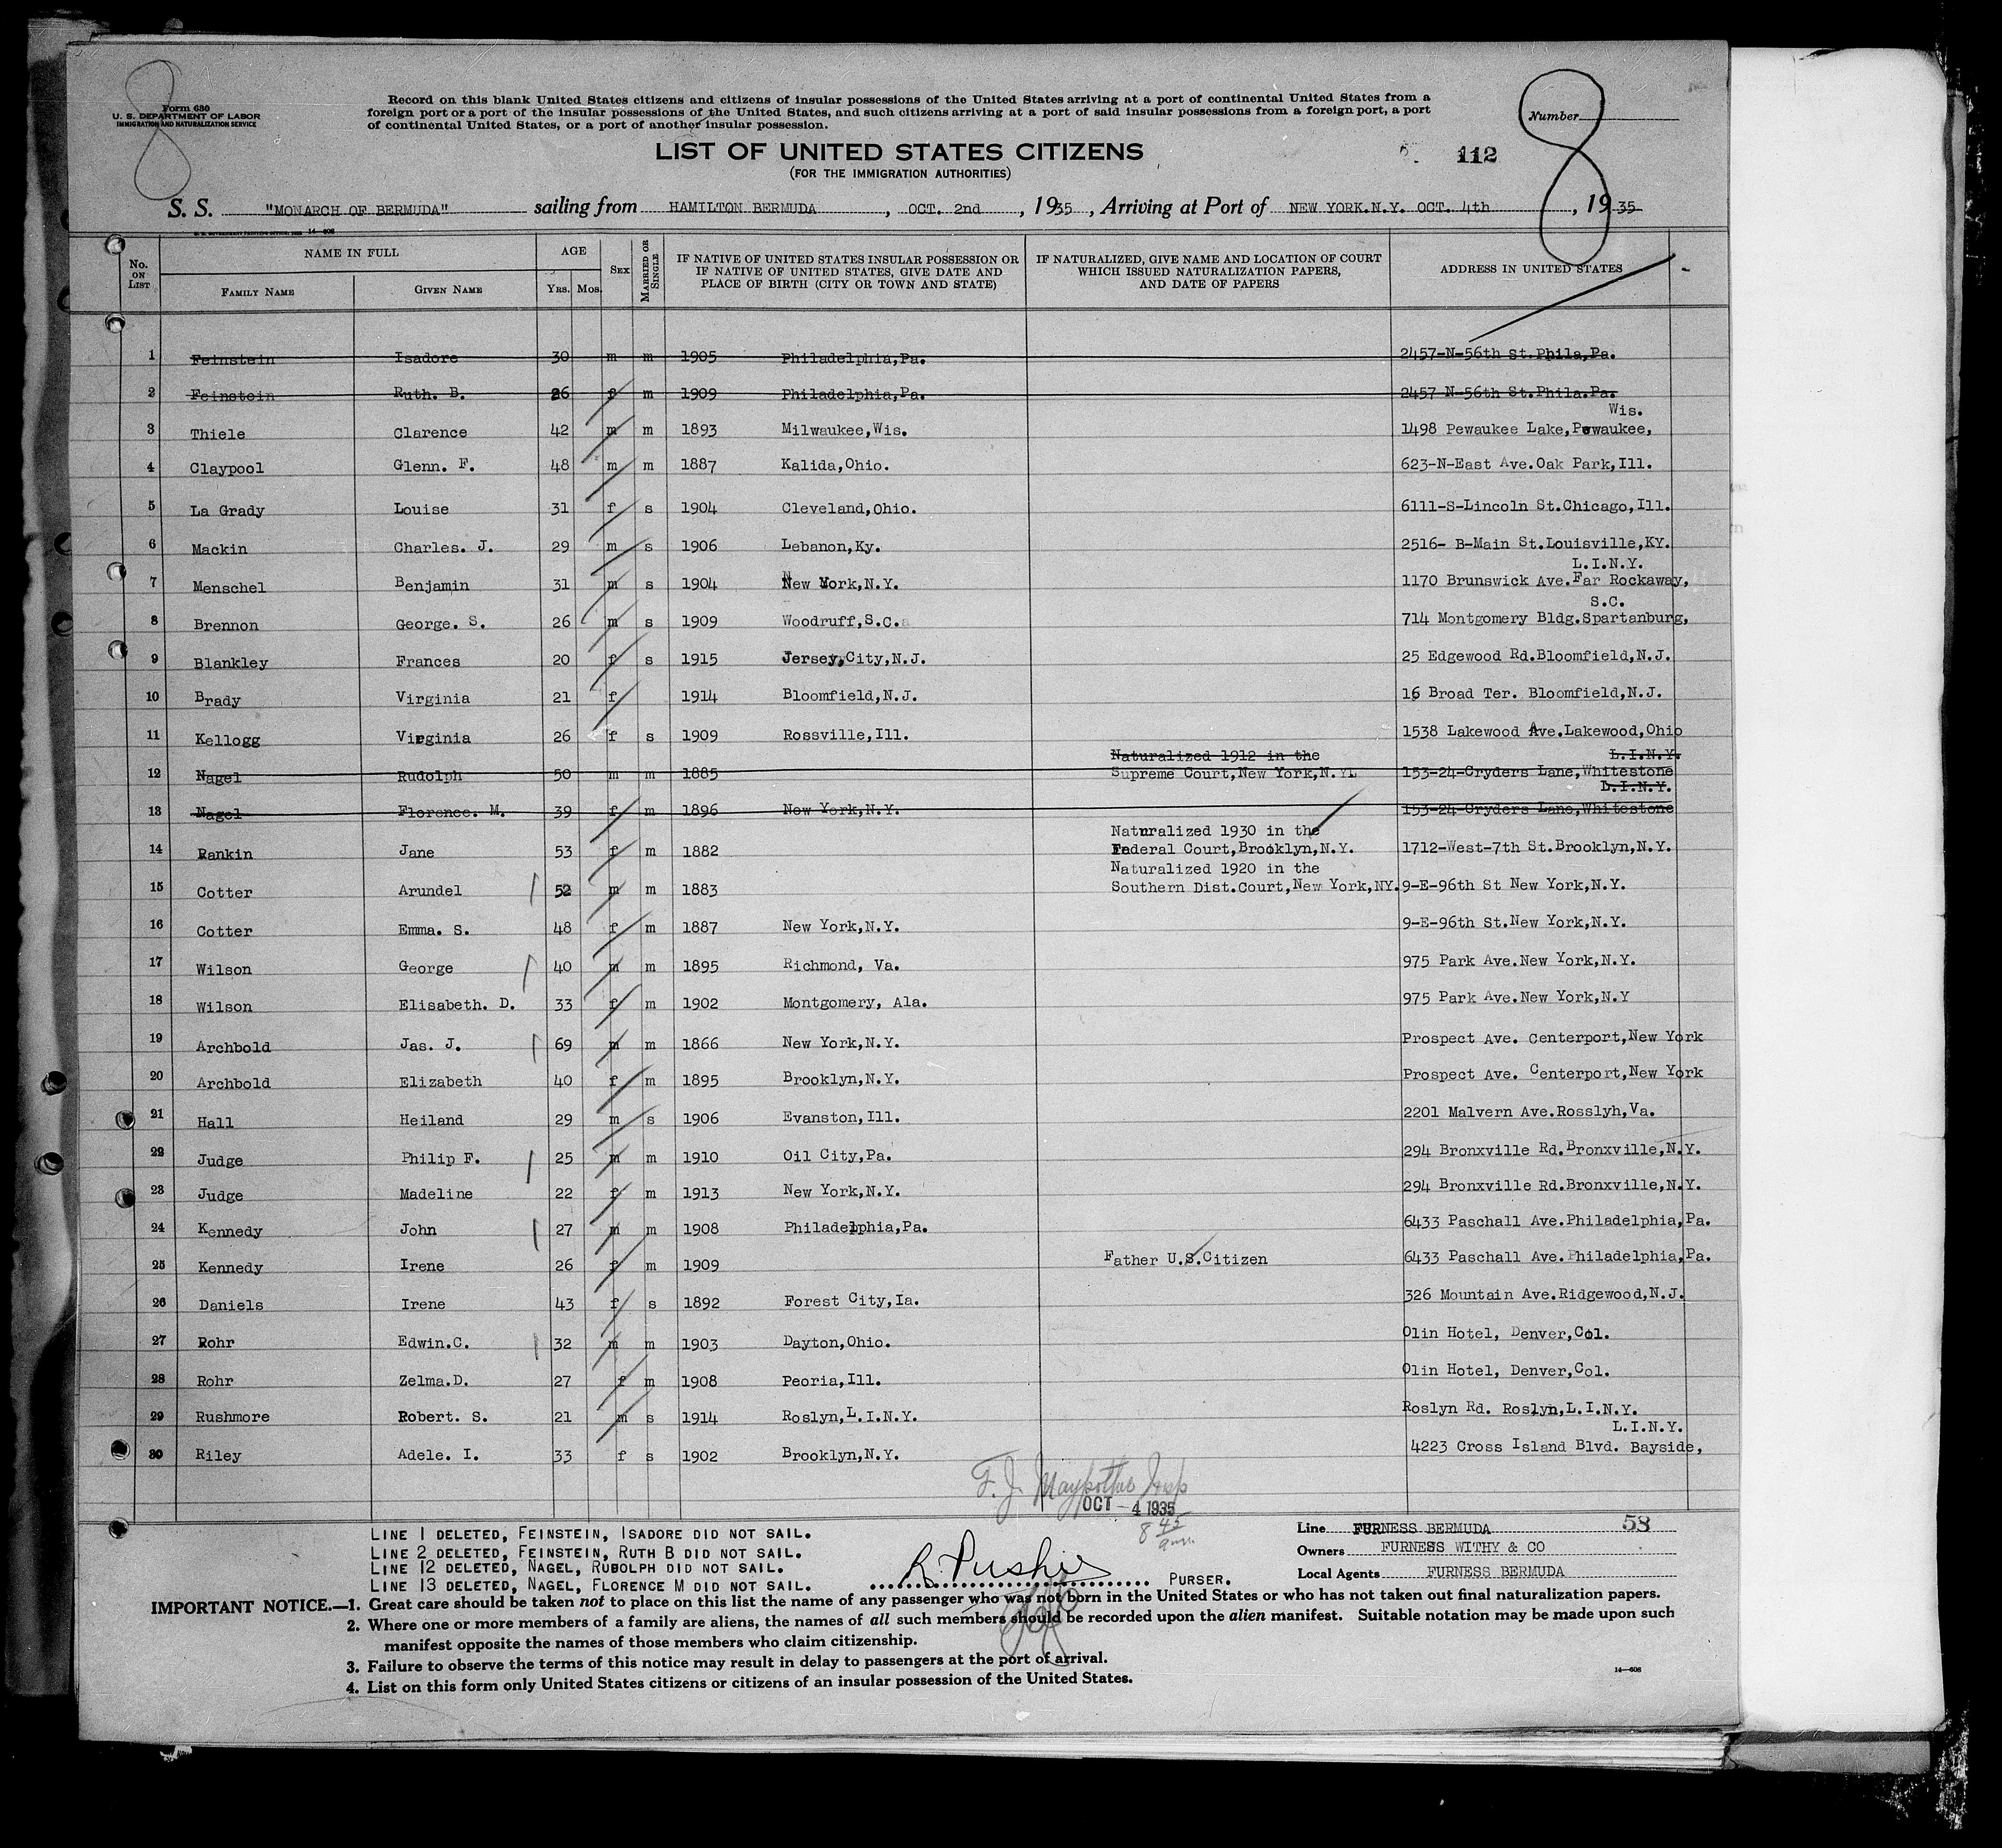 Form 630
U. S. DEPARTMENT OF LABOR
IMMIGRATION AND NATURALIZATION SERVICE
Record on this blank United States citizens and citizens of insular possessions of the United States arriving at a port of continental United States from a
foreign port or a port of the insular possessions of the United States, and such citizens arriving at a port of said insular possessions from a foreign port, a port
of continental United States, or a port of another insular possession.
Number 8
8
LIST OF UNITED STATES CITIZENS
112
(FOR THE IMMIGRATION AUTHORITIES)
S. S. "MONARCH OF BERMUDA" sailing from HAMILTON BERMUDA, OCT. 2nd, 1935, Arriving at Port of NEW YORK.N.Y. OCT. 4th, 19 35
No. ON LIST NAME IN FULL FAMILY NAME GIVEN NAME AGE YRS. MOS. SEX MARRIED OR SINGLE IF NATIVE OF UNITED STATES INSULAR POSSESSION OR IF NATIVE OF UNITED STATES, GIVE DATE AND PLACE OF BIRTH (CITY OR TOWN AND STATE) IF NATURALIZED, GIVE NAME AND LOCATION OF COURT WHICH ISSUED NATURALIZATION PAPERS, AND DATE OF PAPERS ADDRESS IN UNITED STATES
1 Feinstein Isadore 30 m m 1905 Philadelphia,Pa. 2457-N-56th St.Phila,Pa.
2 Feinstein Ruth. B. 26 f m 1909 Philadelphia,Pa. 2457 N-56th St.Phila.Pa.
Wis.
3 Thiele Clarence 42 m m 1893 Milwaukee,Wis. 1498 Pewaukee Lake,Pewaukee,
4 Claypool Glenn. F. 48 m m 1887 Kalida,Ohio. 623-N-East Ave.Oak Park,Ill.
5 La Grady Louise 31 f s 1904 Cleveland,Ohio. 6111-S-Lincoln St.Chicago,Ill.
6 Mackin Charles. J. 29 m s 1906 Lebanon,Ky. 2516- B-Main St.Louisville,KY.
L.I.N.Y.
7 Menschel Benjamin 31 m s 1904 New York,N.Y. 1170 Brunswick Ave.Far Rockaway,
S.C.
8 Brennon George. S. 26 m s 1909 Woodruff,S.C. 714 Montgomery Bldg.Spartanburg,
9 Blankley Frances 20 f s 1915 Jersey,City,N.J. 25 Edgewood Rd.Bloomfield,N.J.
10 Brady Virginia 21 f 1914 Bloomfield,N.J. 16 Broad Ter. Bloomfield,N.J.
11 Kellogg Virginia 26 f s 1909 Rossville,Ill. 1538 Lakewood Ave.Lakewood,Ohio
Naturalized 1912 in the L.I.N.Y.
12 Nagel Rudolph 50 m m 1885 Supreme Court,New York,N.Y. 153-24-Cryders Lane,Whitestone
L.I.N.Y.
13 Nagel Florence. M. 39 f m 1896 New York,N.Y. 153-24-Cryders Lane,Whitestone
Naturalized 1930 in the
14 Rankin Jane 53 f m 1882 Federal Court,Brooklyn,N.Y. 1712-West-7th St.Brooklyn,N.Y.
Naturalized 1920 in the
15 Cotter Arundel 52 m m 1883 Southern Dist.Court,New York,NY. 9-E-96th St New York,N.Y.
16 Cotter Emma. S. 48 f m 1887 New York,N.Y. 9-E-96th St.New York,N.Y.
17 Wilson George 40 m m 1895 Richmond, Va. 975 Park Ave.New York,N.Y.
18 Wilson Elisabeth. D. 33 f m 1902 Montgomery, Ala. 975 Park Ave.New York,N.Y
19 Archbold Jas. J. 69 m m 1866 New York,N.Y. Prospect Ave. Centerport,New York
20 Archbold Elizabeth 40 f m 1895 Brooklyn,N.Y. Prospect Ave. Centerport,New York
21 Hall Heiland 29 m s 1906 Evanston,Ill. 2201 Malvern Ave.Rosslyh,Va.
22 Judge Philip F. 25 m m 1910 Oil City,Pa. 294 Bronxville Rd.Bronxville,N.Y.
23 Judge Madeline 22 f m 1913 New York,N.Y. 294 Bronxville Rd.Bronxville,N.Y.
24 Kennedy John 27 m m 1908 Philadelphia,Pa. 6433 Paschall Ave.Philadelphia,Pa.
25 Kennedy Irene 26 f m 1909 Father U.S.Citizen 6433 Paschall Ave.Philadelphia,Pa.
26 Daniels Irene 43 f s 1892 Forest City,Ia. 326 Mountain Ave.Ridgewood,N.J.
27 Rohr Edwin.C. 32 m m 1903 Dayton,Ohio. Olin Hotel, Denver,Col.
28 Rohr Zelma.D. 27 f m 1908 Peoria,Ill. Olin Hotel, Denver,Col.
29 Rushmore Robert. S. 21 m s 1914 Roslyn,L.I.N.Y. Roslyn Rd. Roslyn,L.I.N.Y.
L.I.N.Y.
30 Riley Adele. I. 33 f s 1902 Brooklyn,N.Y. 4223 Cross Island Blvd. Bayside,
F. J. Insp
OCT - 4 1935
8 45 am.
LINE 1 DELETED, FEINSTEIN, ISADORE DID NOT SAIL.
LINE 2 DELETED, FEINSTEIN, RUTH B DID NOT SAIL.
LINE 12 DELETED, NAGEL, RUDOLPH DID NOT SAIL.
LINE 13 DELETED, NAGEL, FLORENCE M DID NOT SAIL.
PURSER.
Line FURNESS BERMUDA 58
Owners FURNESS WITHY & CO
Local Agents FURNESS BERMUDA
IMPORTANT NOTICE.—1. Great care should be taken not to place on this list the name of any passenger who was not born in the United States or who has not taken out final naturalization papers.
2. Where one or more members of a family are aliens, the names of all such members should be recorded upon the alien manifest. Suitable notation may be made upon such
manifest opposite the names of those members who claim citizenship.
3. Failure to observe the terms of this notice may result in delay to passengers at the port of arrival.
4. List on this form only United States citizens or citizens of an insular possession of the United States.
14—608